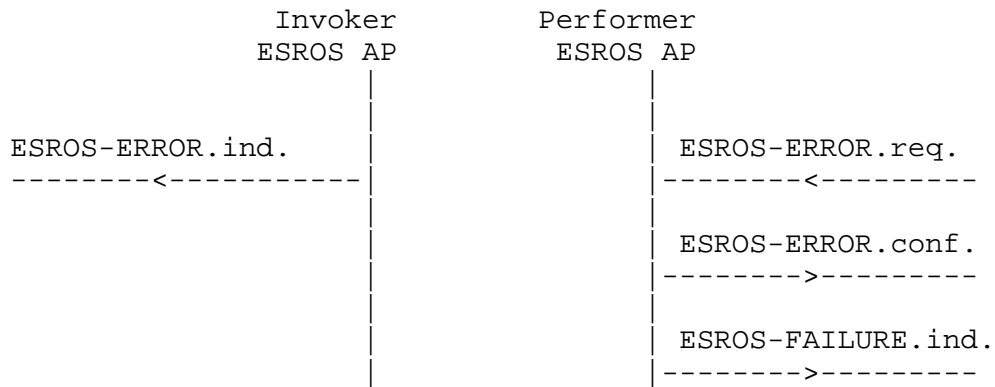 Invoker Performer
ESROS AP ESROS AP
ESROS-ERROR.ind. ESROS-ERROR.req.
--------<-----------| |--------<---------
ESROS-ERROR.conf.
|-------->---------
ESROS-FAILURE.ind.
|-------->---------